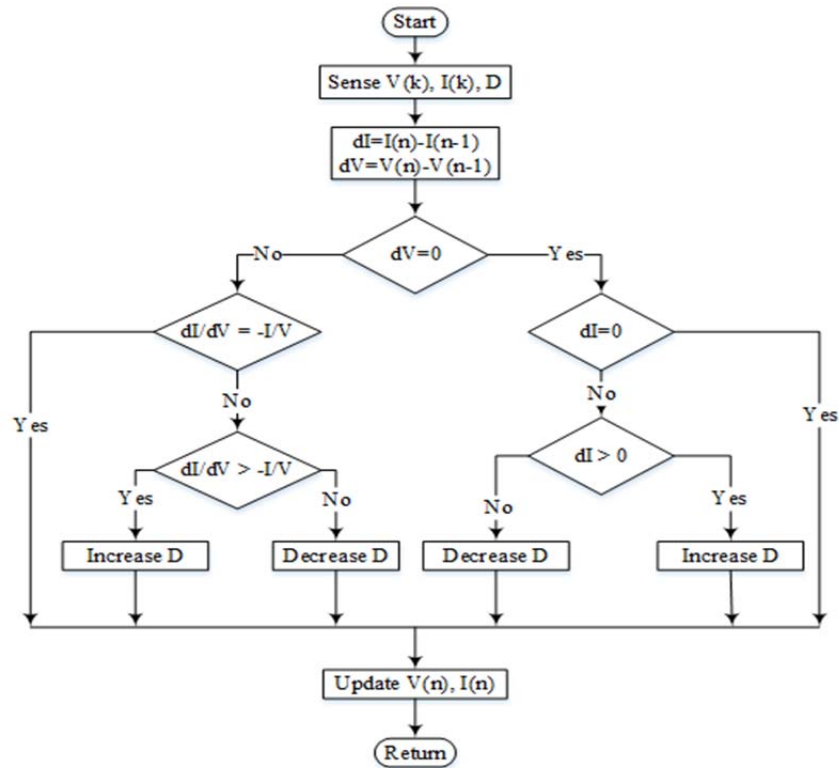 Start
Sense V(k), I(k), D
dI=I(n)-I(n-1)
dV=V(n)-V(n-1)
No
dV=0
Yes
dI/dV = -I/V
dI=0
Yes
No
No
Yes
dI/dV > -I/V
dI > 0
Yes
No
No
Yes
Increase D
Decrease D
Decrease D
Increase D
Update V(n), I(n)
Return